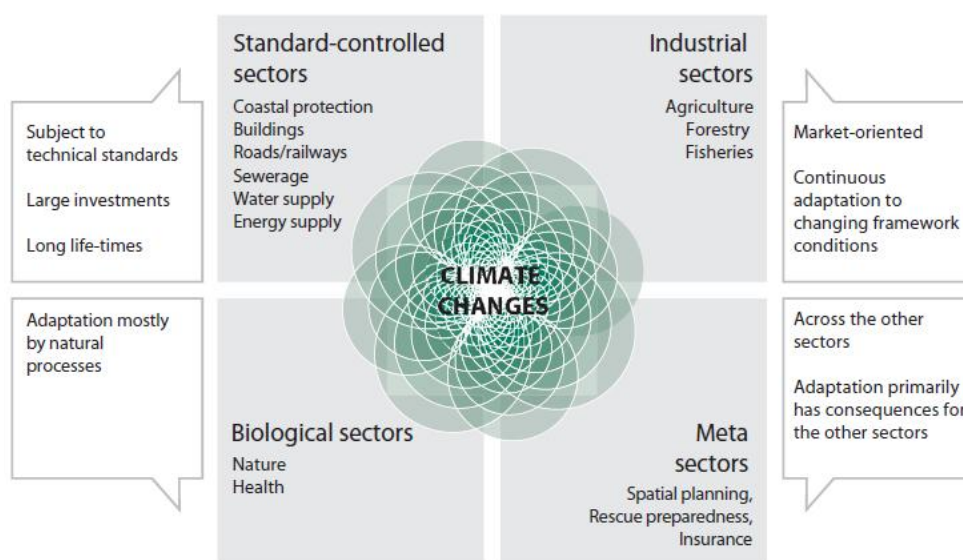 Standard-controlled
sectors
Coastal protection
Buildings
Roads/railways
Sewerage
Water supply
Energy supply
Industrial
sectors
Agriculture
Forestry
Fisheries
Subject to
technical standards
Large investments
Long life-times
Market-oriented
Continuous
adaptation to
changing framework
conditions
CLIMATE
CHANGES
Adaptation mostly
by natural
processes
Across the other
sectors
Adaptation primarily
has consequences for
the other sectors
Biological sectors
Nature
Health
Meta
sectors
Spatial planning,
Rescue preparedness,
Insurance